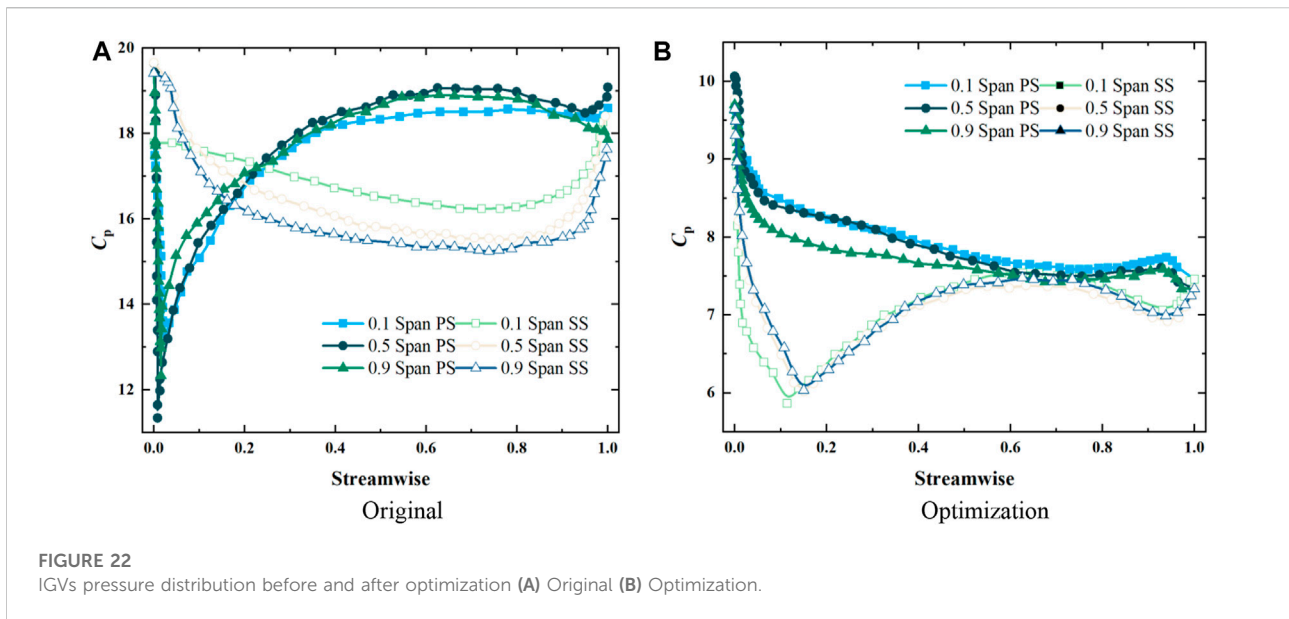 A
20
18
16
14
12
Cp
0.1 Span PS 0.1 Span SS
0.5 Span PS 0.5 Span SS
0.9 Span PS 0.9 Span SS
0.0 0.2 0.4 0.6 0.8 1.0
Streamwise
Original
B
10
9
8
7
6
Cp
0.1 Span PS 0.1 Span SS
0.5 Span PS 0.5 Span SS
0.9 Span PS 0.9 Span SS
0.0 0.2 0.4 0.6 0.8 1.0
Streamwise
Optimization
FIGURE 22
IGVs pressure distribution before and after optimization (A) Original (B) Optimization.